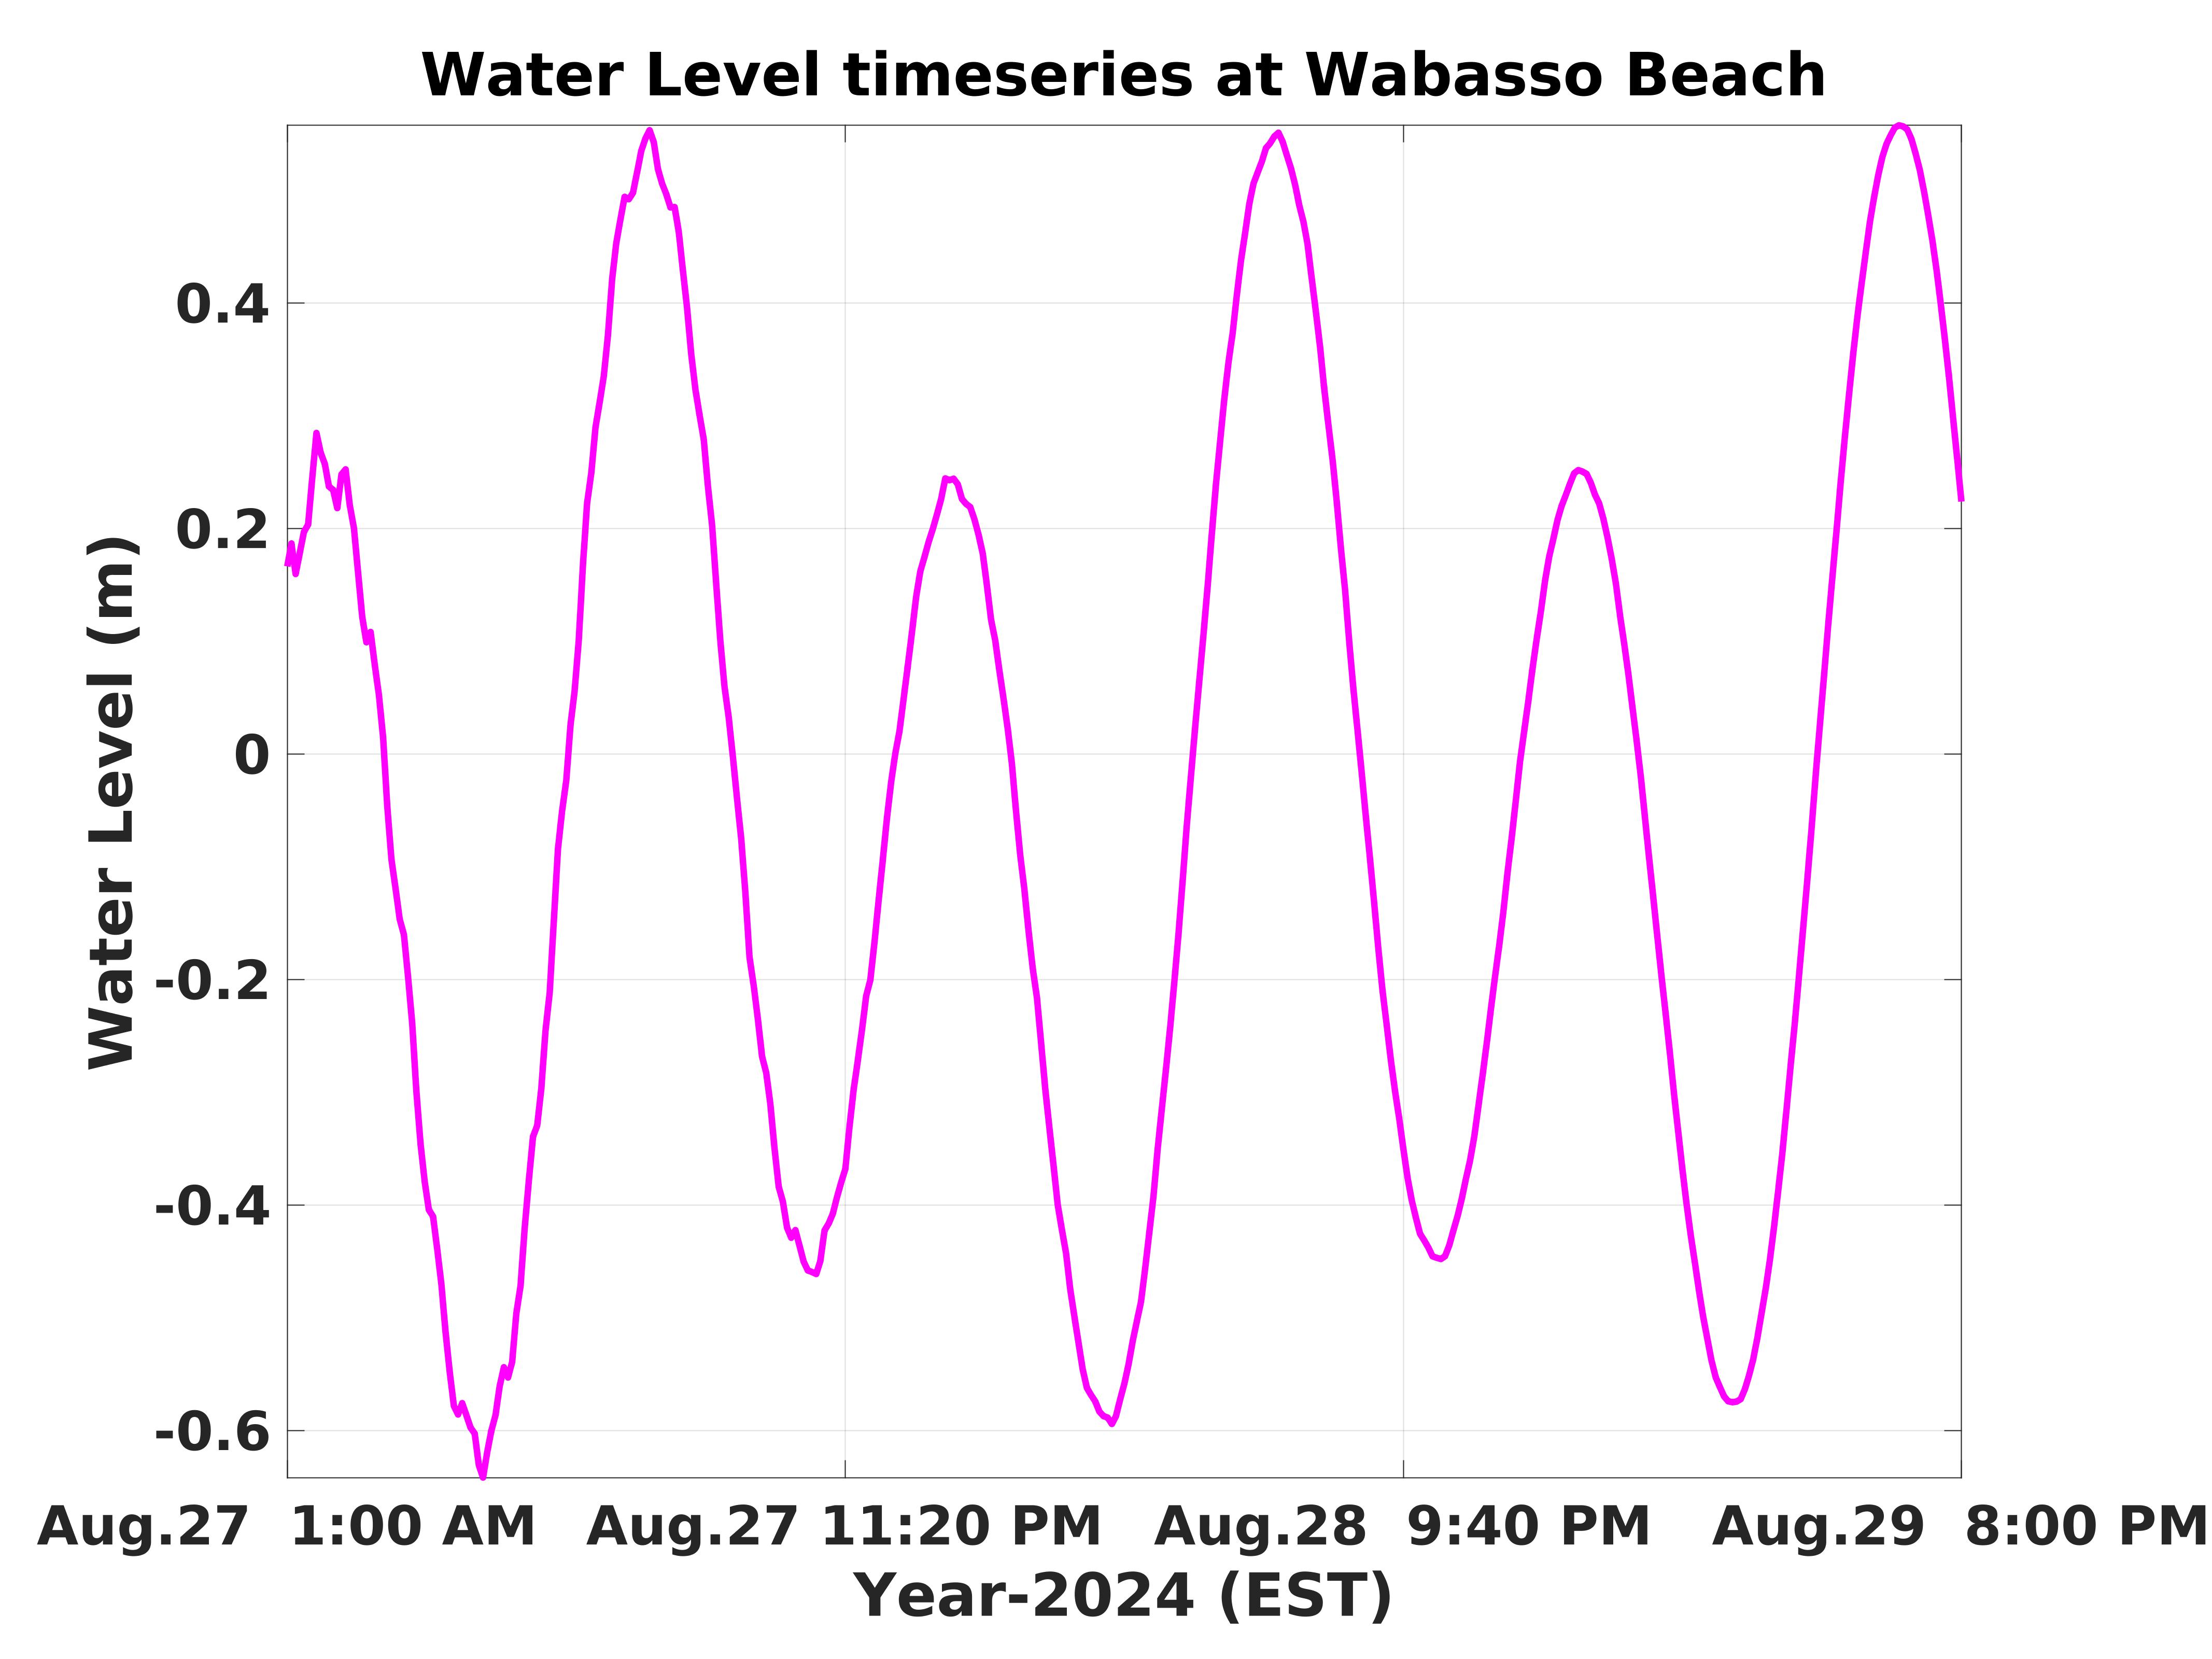 Water Level timeseries at Wabasso Beach
Water Level (m)
0.4
0.2
0
-0.2
-0.4
-0.6
Aug.27  1:00 AM
Aug.27 11:20 PM
Aug.28  9:40 PM
Aug.29  8:00 PM
Year-2024 (EST)